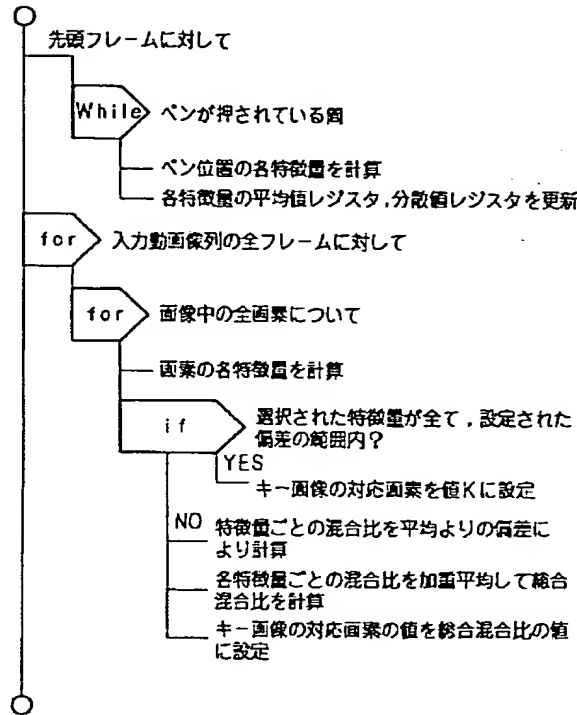 先頭フレームに対して
While ペンが押されている間
ペン位置の各特徴量を計算
各特徴量の平均値レジスタ,分散値レジスタを更新
for 入力動画像列の全フレームに対して
for 画像中の全画素について
画素の各特徴量を計算
if 選択された特徴量が全て,設定された
偏差の範囲内?
YES
キー画像の対応画素を値Kに設定
NO 特徴量ごとの混合比を平均よりの偏差に
より計算
各特徴量ごとの混合比を加重平均して総合
混合比を計算
キー画像の対応画素の値を総合混合比の値
に設定